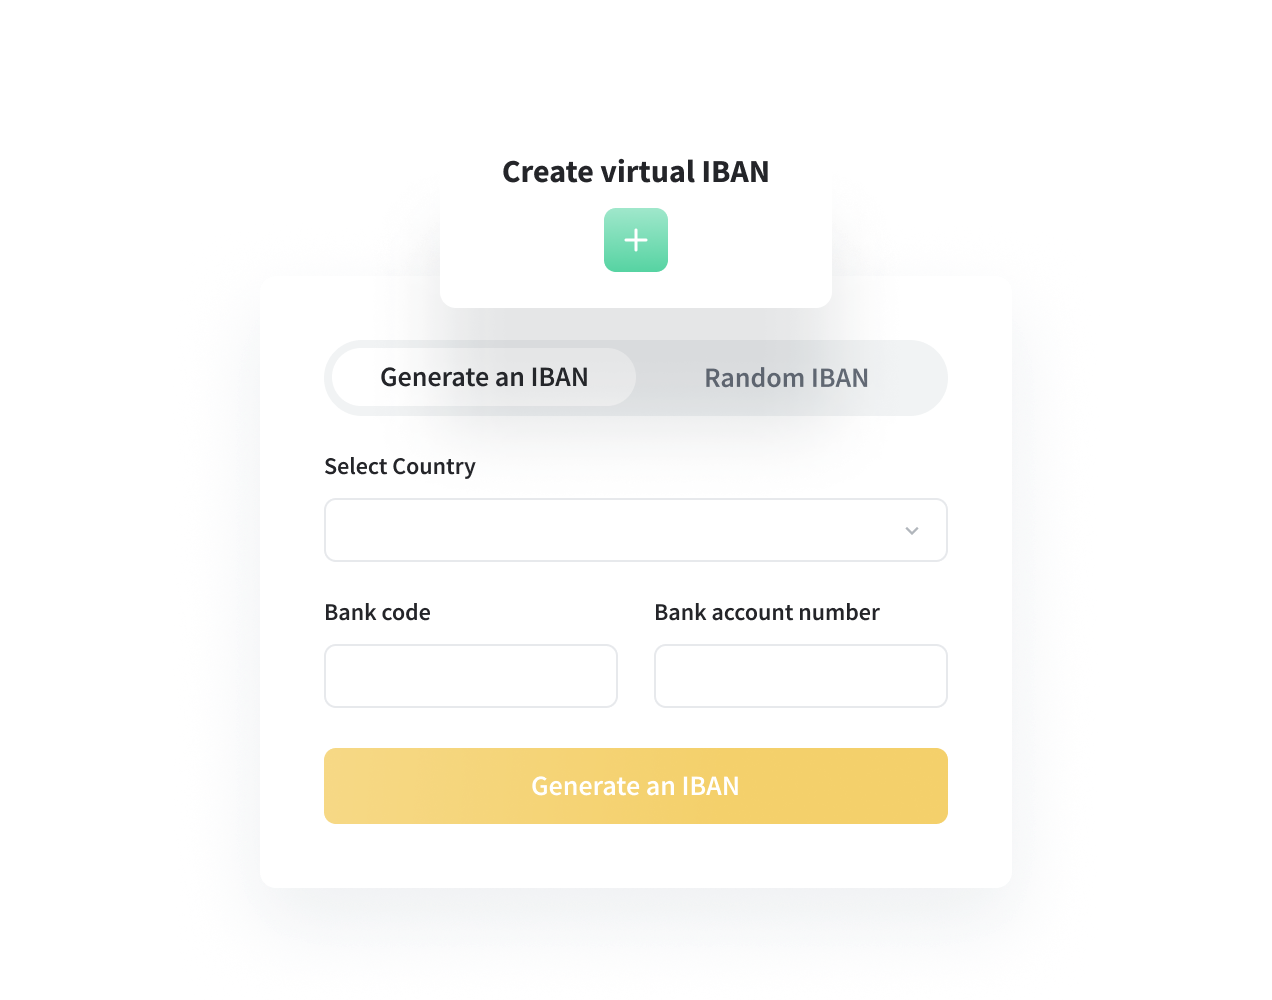 Create virtual IBAN
Generate an IBAN
Random IBAN
Select Country
Bank code
Bank account number
Generate an IBAN